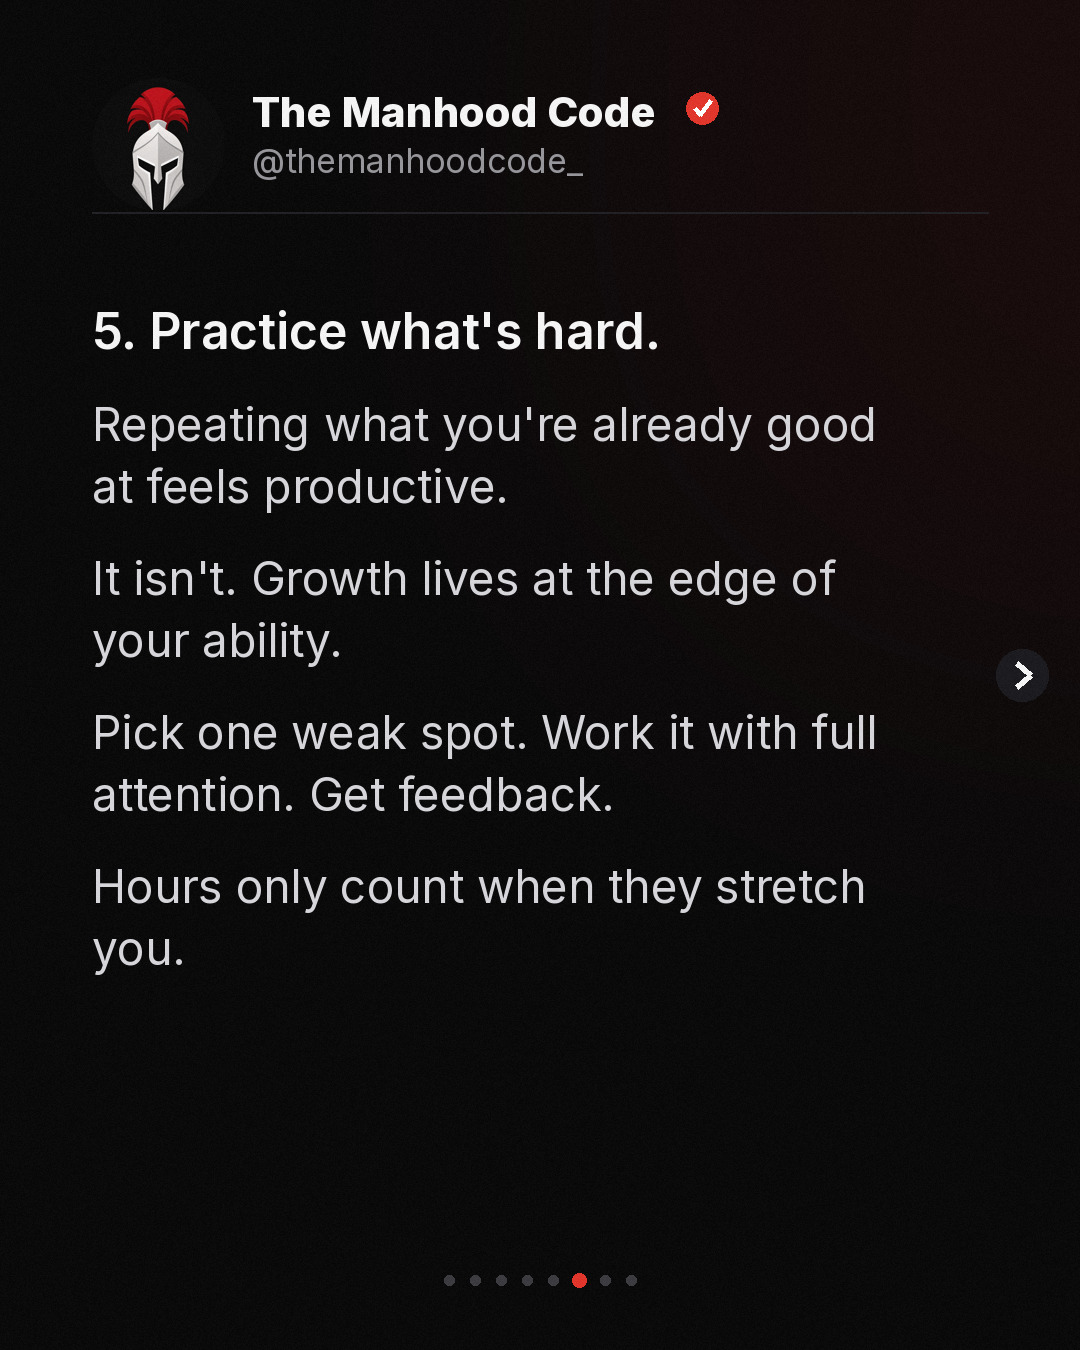 The Manhood Code
@themanhoodcode_
5. Practice what's hard.
Repeating what you're already good
at feels productive.
It isn't. Growth lives at the edge of
your ability.
Pick one weak spot. Work it with full
attention. Get feedback.
Hours only count when they stretch
you.